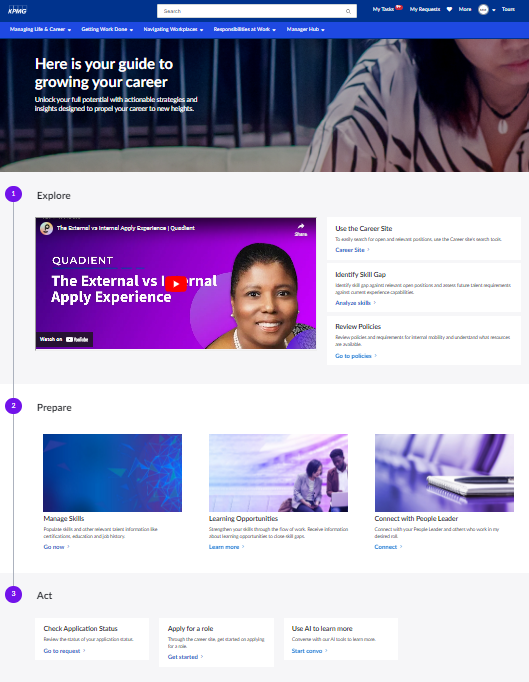 KPMG
Search
My Tasks
My Requests
More
Tours
Managing Life & Career
Getting Work Done
Navigating Workplaces
Responsibilities at Work
Manager Hub
Here is your guide to
growing your career
Unlock your full potential with actionable strategies and
insights designed to propel your career to new heights.
1
Explore
The External vs Internal Apply Experience | Quadient
Share
QUADIENT
The External vs Internal
Apply Experience
Watch on YouTube
Use the Career Site
To easily search for open and relevant positions, use the Career site's search tools.
Career Site
Identify Skill Gap
Identify skill gap against relevant open positions and assess future talent requirements
against current experience capabilities.
Analyze skills
Review Policies
Review policies and requirements for internal mobility and understand what resources
are available.
Go to policies
2
Prepare
Manage Skills
Populate skills and other relevant talent information like
certifications, education and job history.
Go now
Learning Opportunities
Strengthen your skills through the flow of work. Receive information
about learning opportunities to close skill gaps.
Learn more
Connect with People Leader
Connect with your People Leader and others who work in my
desired roll.
Connect
3
Act
Check Application Status
Review the status of your application status.
Go to request
Apply for a role
Through the career site, get started on applying
for a role.
Get started
Use AI to learn more
Converse with our AI tools to learn more.
Start convo